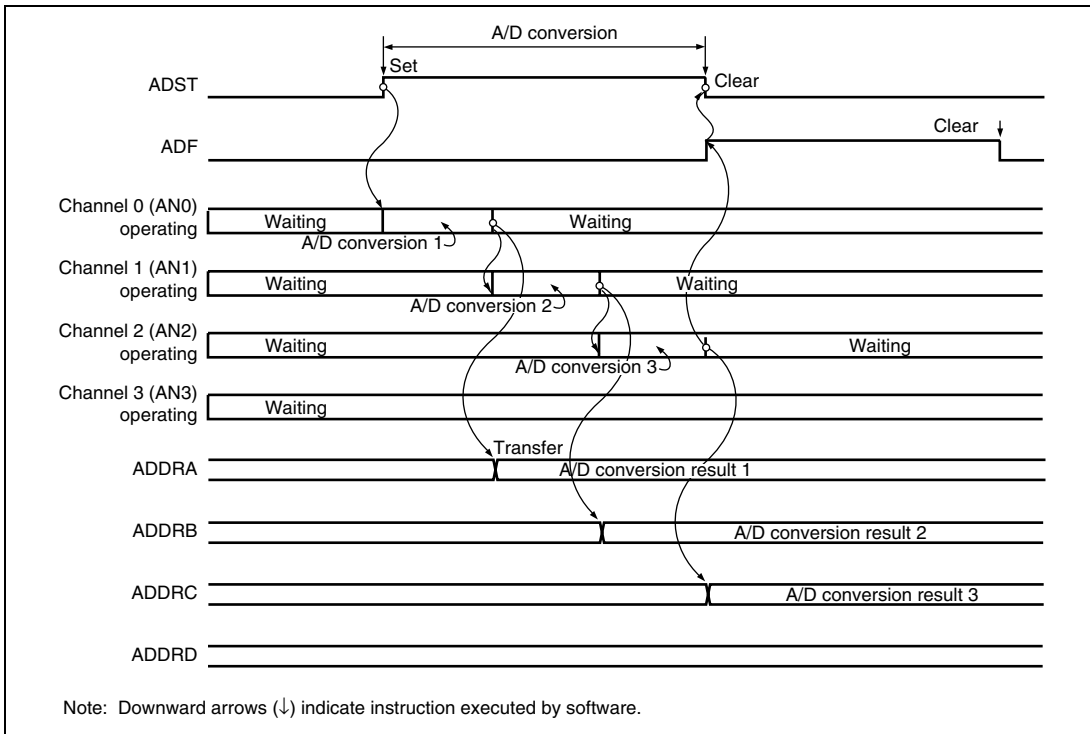 A/D conversion
Set
ADST
Clear
Clear
ADF
Channel 0 (AN0)
operating
Waiting
Waiting
A/D conversion 1
Channel 1 (AN1)
operating
Waiting
Waiting
A/D conversion 2
Channel 2 (AN2)
operating
Waiting
Waiting
A/D conversion 3
Channel 3 (AN3)
operating
Waiting
Transfer
ADDRA
A/D conversion result 1
ADDRB
A/D conversion result 2
ADDRC
A/D conversion result 3
ADDRD
Note: Downward arrows (↓) indicate instruction executed by software.